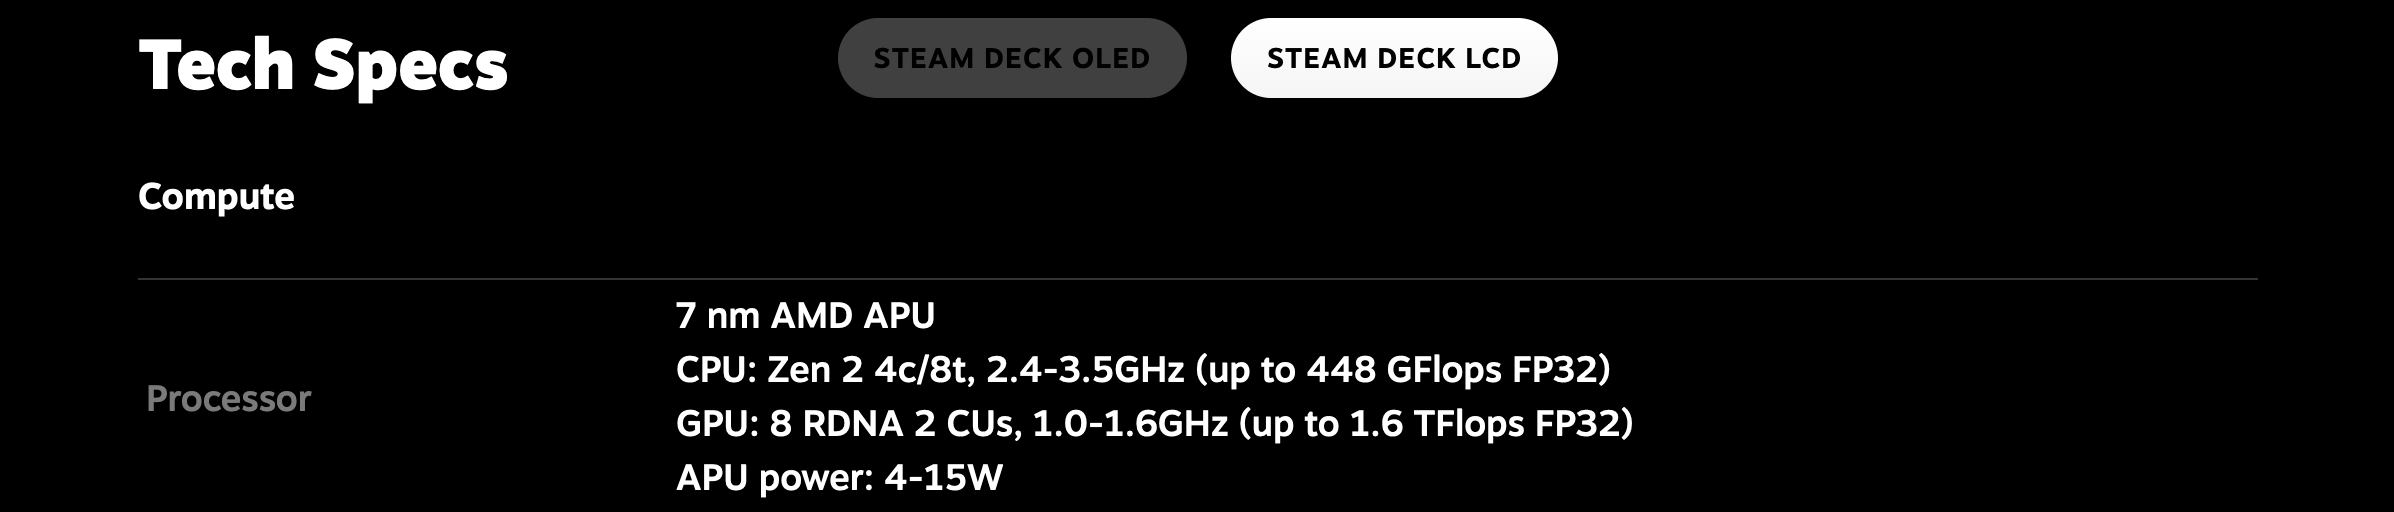 Tech Specs
STEAM DECK OLED
STEAM DECK LCD
Compute
Processor
7 nm AMD APU
CPU: Zen 2 4c/8t, 2.4-3.5GHz (up to 448 GFlops FP32)
GPU: 8 RDNA 2 CUs, 1.0-1.6GHz (up to 1.6 TFlops FP32)
APU power: 4-15W